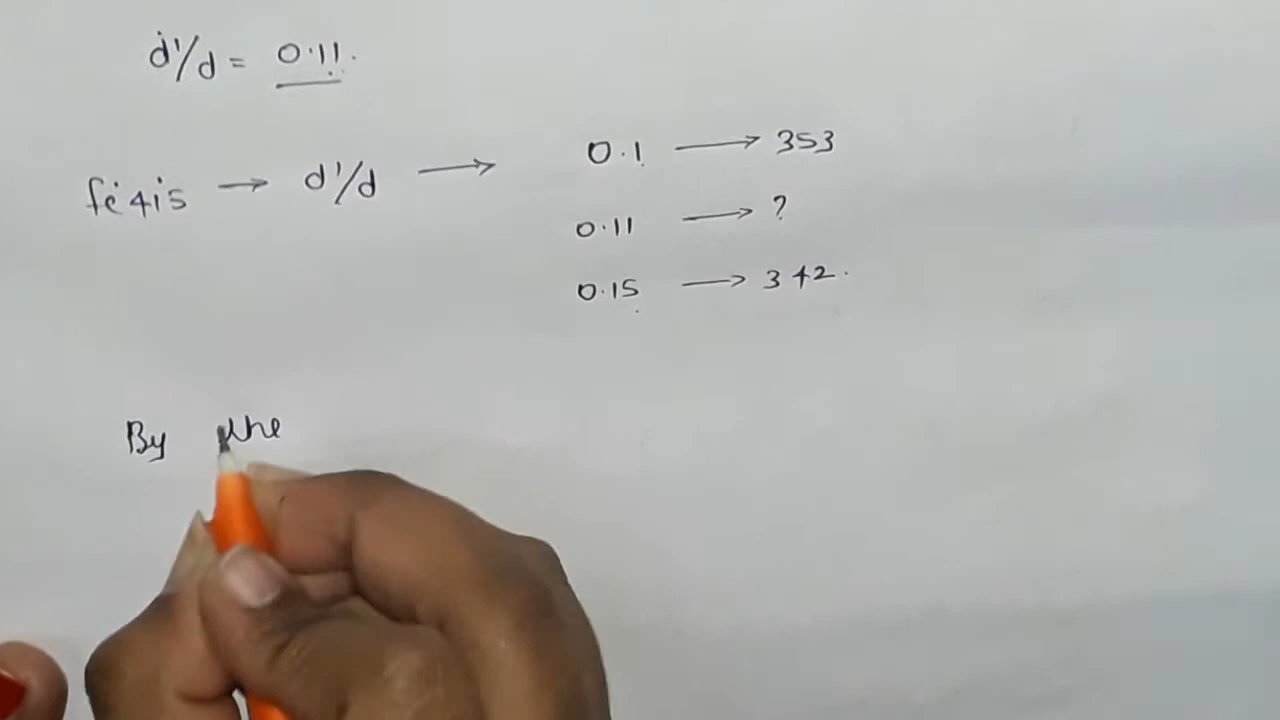 d'/d = 0.11.
fe415 → d'/d → 0.1 → 353
0.11 → ?
0.15 → 342.
By the